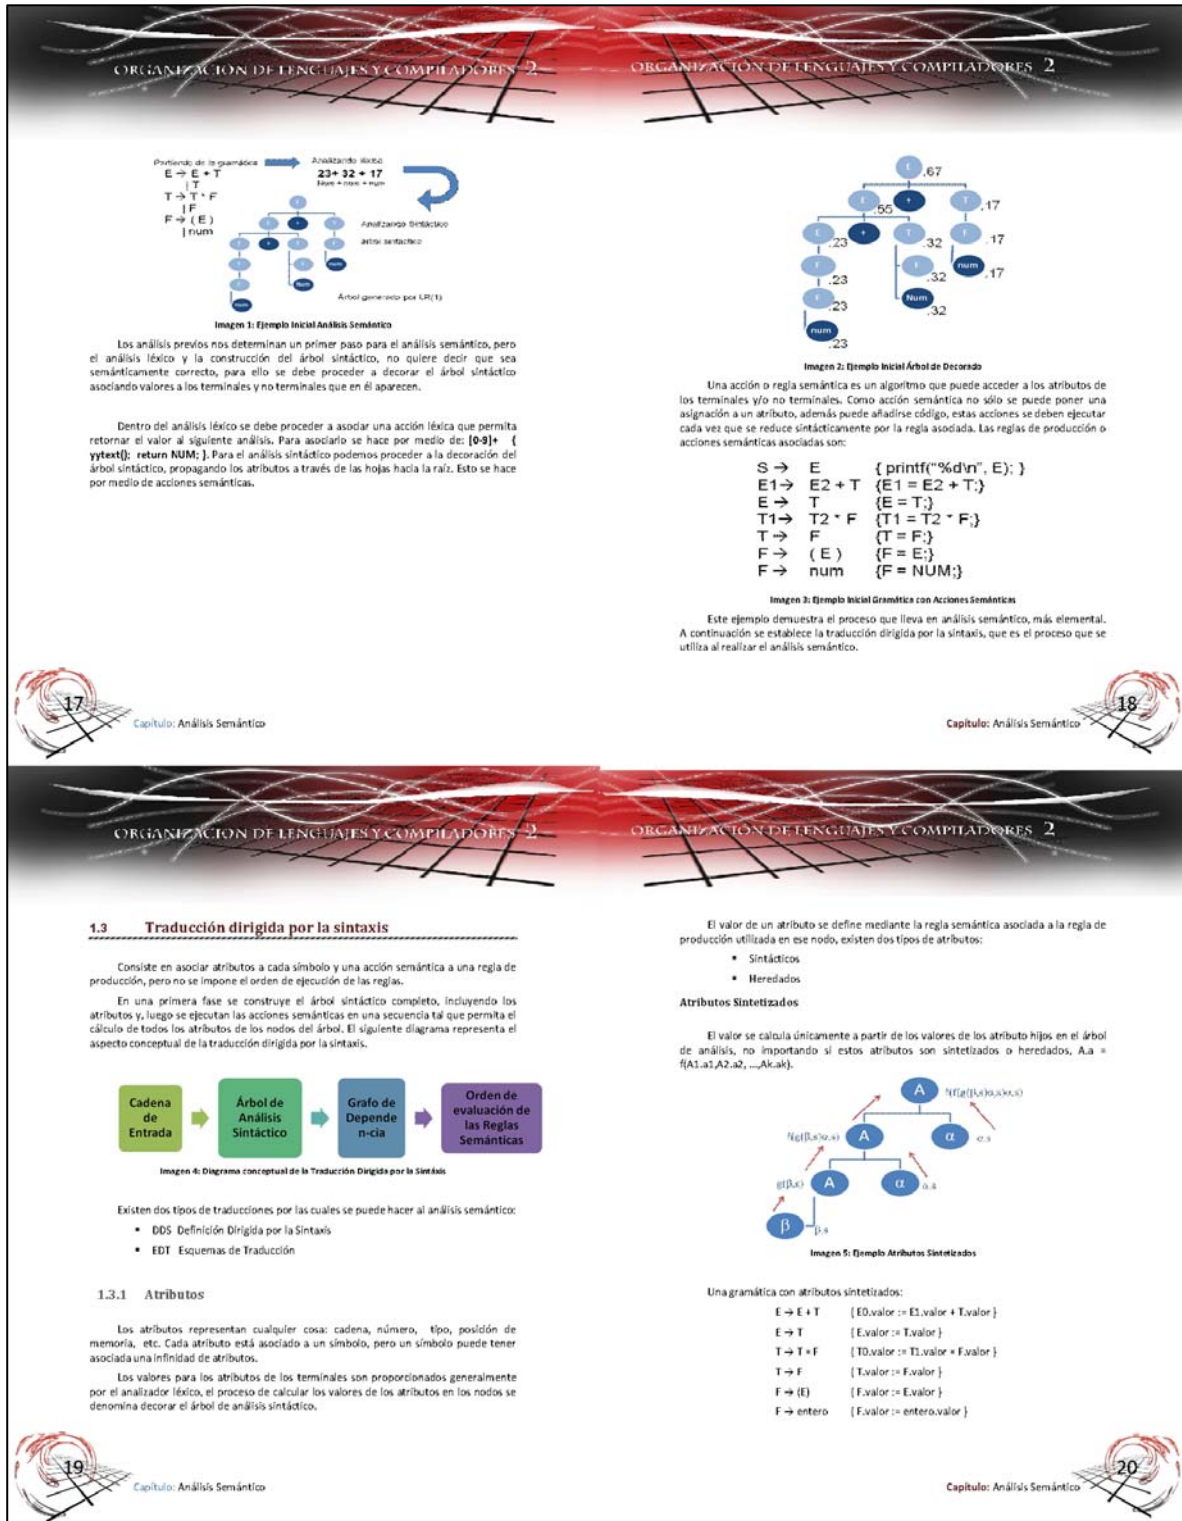 ORGANIZACION DE LENGUAJES Y COMPILADORES 2
Partiendo de la gramática
Analizando léxico
E → E + T
23+ 32 + 17
| T
Num + num + num
T → T * F
| F
F → ( E )
| num
Analizando Sintáctico
árbol sintactico
num
Num
num
Árbol generado por LR(1)
Imagen 1: Ejemplo Inicial Análisis Semántico
Los análisis previos nos determinan un primer paso para el análisis semántico, pero
el análisis léxico y la construcción del árbol sintáctico, no quiere decir que sea
semánticamente correcto, para ello se debe proceder a decorar el árbol sintáctico
asociando valores a los terminales y no terminales que en él aparecen.
Dentro del análisis léxico se debe proceder a asociar una acción léxica que permita
retornar el valor al siguiente análisis. Para asociarlo se hace por medio de: [0-9]+ {
yytext(); return NUM; }. Para el análisis sintáctico podemos proceder a la decoración del
árbol sintáctico, propagando los atributos a través de las hojas hacia la raíz. Esto se hace
por medio de acciones semánticas.
17
Capítulo: Análisis Semántico
ORGANIZACIÓN DE LENGUAJES Y COMPILADORES 2
E .67
E .55 + T .17
E .23 + T .32 F .17
T .23 F .32 num .17
F .23 Num .32
num .23
Imagen 2: Ejemplo Inicial Árbol de Decorado
Una acción o regla semántica es un algoritmo que puede acceder a los atributos de
los terminales y/o no terminales. Como acción semántica no sólo se puede poner una
asignación a un atributo, además puede añadirse código, estas acciones se deben ejecutar
cada vez que se reduce sintácticamente por la regla asociada. Las reglas de producción o
acciones semánticas asociadas son:
S → E { printf("%d\n", E); }
E1→ E2 + T {E1 = E2 + T;}
E → T {E = T;}
T1→ T2 * F {T1 = T2 * F;}
T → F {T = F;}
F → ( E ) {F = E;}
F → num {F = NUM;}
Imagen 3: Ejemplo Inicial Gramática con Acciones Semánticas
Este ejemplo demuestra el proceso que lleva en análisis semántico, más elemental.
A continuación se establece la traducción dirigida por la sintaxis, que es el proceso que se
utiliza al realizar el análisis semántico.
Capítulo: Análisis Semántico
18
ORGANIZACION DE LENGUAJES Y COMPILADORES 2
1.3 Traducción dirigida por la sintaxis
Consiste en asociar atributos a cada símbolo y una acción semántica a una regla de
producción, pero no se impone el orden de ejecución de las reglas.
En una primera fase se construye el árbol sintáctico completo, incluyendo los
atributos y, luego se ejecutan las acciones semánticas en una secuencia tal que permita el
cálculo de todos los atributos de los nodos del árbol. El siguiente diagrama representa el
aspecto conceptual de la traducción dirigida por la sintaxis.
Cadena
de
Entrada
Árbol de
Análisis
Sintáctico
Grafo de
Depende
n-cia
Orden de
evaluación de
las Reglas
Semánticas
Imagen 4: Diagrama conceptual de la Traducción Dirigida por la Sintáxis
Existen dos tipos de traducciones por las cuales se puede hacer al análisis semántico:
▪ DDS Definición Dirigida por la Sintaxis
▪ EDT Esquemas de Traducción
1.3.1 Atributos
Los atributos representan cualquier cosa: cadena, número, tipo, posición de
memoria, etc. Cada atributo está asociado a un símbolo, pero un símbolo puede tener
asociada una infinidad de atributos.
Los valores para los atributos de los terminales son proporcionados generalmente
por el analizador léxico, el proceso de calcular los valores de los atributos en los nodos se
denomina decorar el árbol de análisis sintáctico.
19
Capítulo: Análisis Semántico
ORGANIZACIÓN DE LENGUAJES Y COMPILADORES 2
El valor de un atributo se define mediante la regla semántica asociada a la regla de
producción utilizada en ese nodo, existen dos tipos de atributos:
▪ Sintácticos
▪ Heredados
Atributos Sintetizados
El valor se calcula únicamente a partir de los valores de los atributo hijos en el árbol
de análisis, no importando si estos atributos son sintetizados o heredados, A.a =
f(A1.a1,A2.a2, ...,Ak.ak).
A f(f(g(β.s)α.s)α.s)
f(g(β.s)α.s) A α α.s
g(β.s) A α α.s
β β.s
Imagen 5: Ejemplo Atributos Sintetizados
Una gramática con atributos sintetizados:
E → E + T { E0.valor := E1.valor + T.valor }
E → T { E.valor := T.valor }
T → T * F { T0.valor := T1.valor * F.valor }
T → F { T.valor := F.valor }
F → (E) { F.valor := E.valor }
F → entero { F.valor := entero.valor }
Capítulo: Análisis Semántico
20